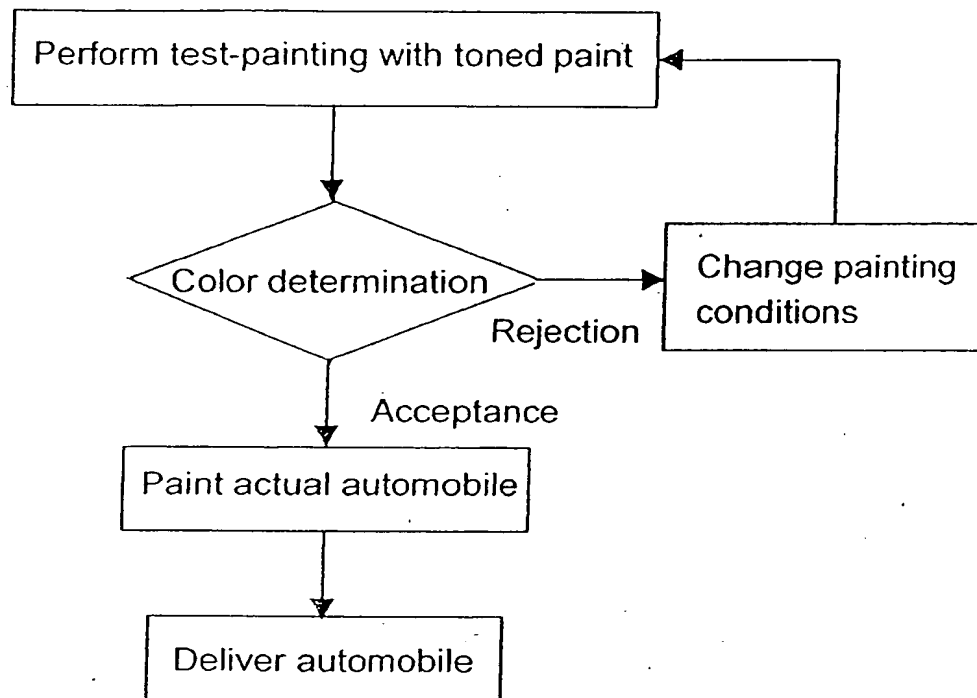 Perform test-painting with toned paint
Color determination
Rejection
Change painting
conditions
Acceptance
Paint actual automobile
Deliver automobile